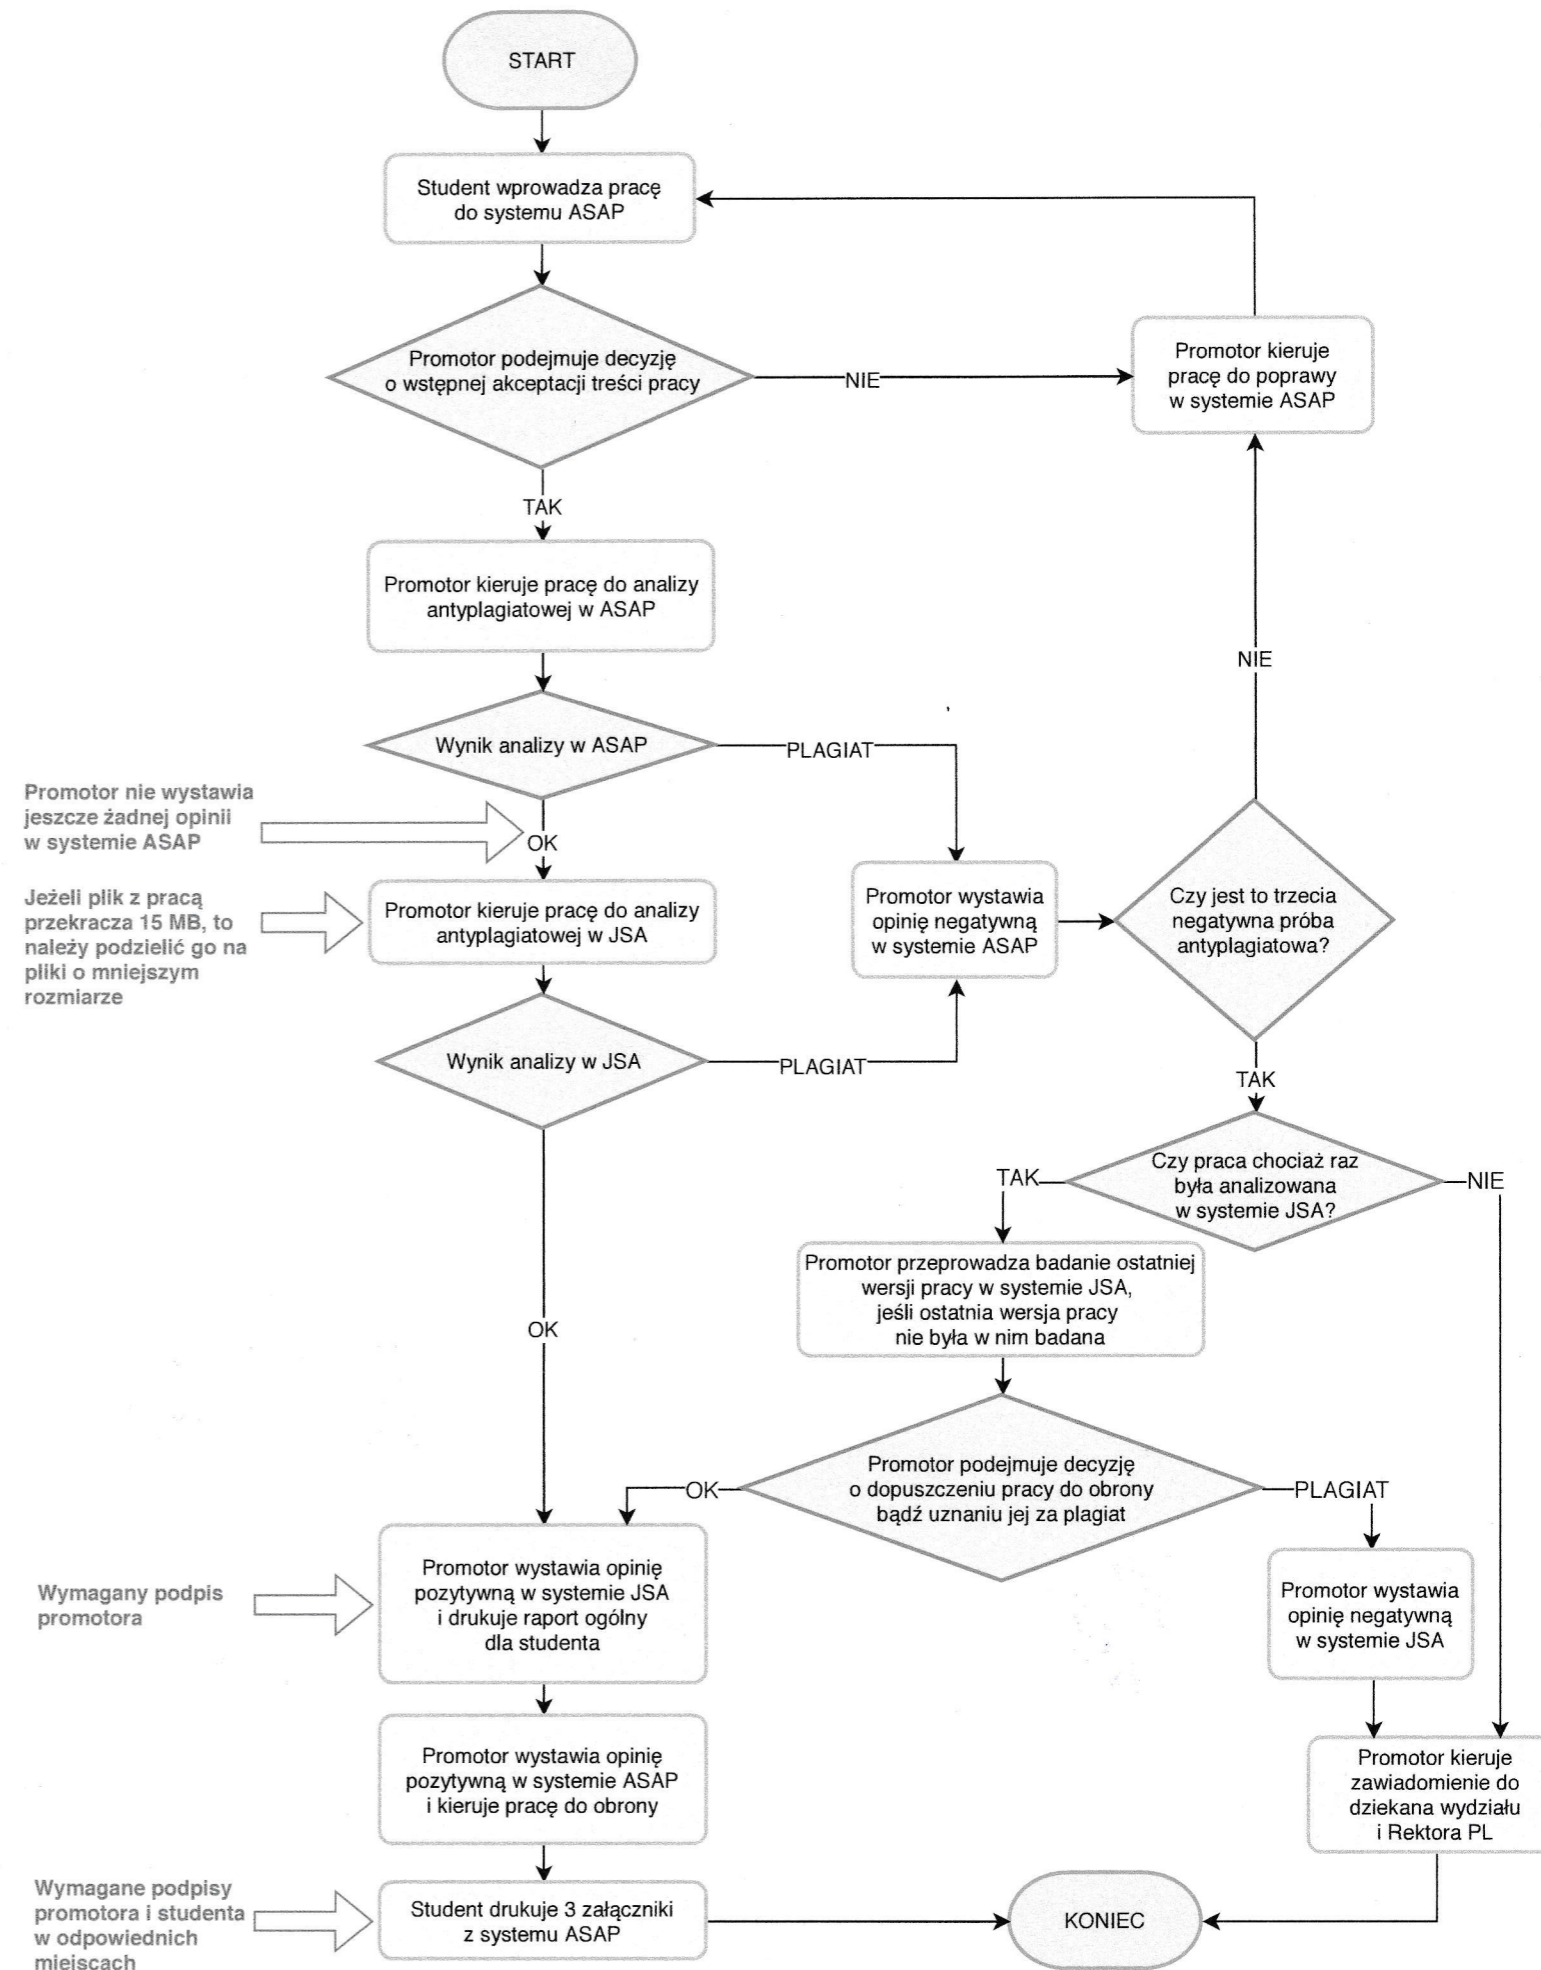 START
Student wprowadza pracę
do systemu ASAP
Promotor podejmuje decyzję
o wstępnej akceptacji treści pracy
NIE
Promotor kieruje
pracę do poprawy
w systemie ASAP
TAK
Promotor kieruje pracę do analizy
antyplagiatowej w ASAP
NIE
Wynik analizy w ASAP
PLAGIAT
Promotor nie wystawia
jeszcze żadnej opinii
w systemie ASAP
OK
Jeżeli plik z pracą
przekracza 15 MB, to
należy podzielić go na
pliki o mniejszym
rozmiarze
Promotor kieruje pracę do analizy
antyplagiatowej w JSA
Promotor wystawia
opinię negatywną
w systemie ASAP
Czy jest to trzecia
negatywna próba
antyplagiatowa?
Wynik analizy w JSA
PLAGIAT
TAK
Czy praca chociaż raz
była analizowana
w systemie JSA?
TAK
NIE
Promotor przeprowadza badanie ostatniej
wersji pracy w systemie JSA,
jeśli ostatnia wersja pracy
nie była w nim badana
OK
Promotor podejmuje decyzję
o dopuszczeniu pracy do obrony
bądź uznaniu jej za plagiat
OK
PLAGIAT
Wymagany podpis
promotora
Promotor wystawia opinię
pozytywną w systemie JSA
i drukuje raport ogólny
dla studenta
Promotor wystawia
opinię negatywną
w systemie JSA
Promotor wystawia opinię
pozytywną w systemie ASAP
i kieruje pracę do obrony
Promotor kieruje
zawiadomienie do
dziekana wydziału
i Rektora PL
Wymagane podpisy
promotora i studenta
w odpowiednich
miejscach
Student drukuje 3 załączniki
z systemu ASAP
KONIEC